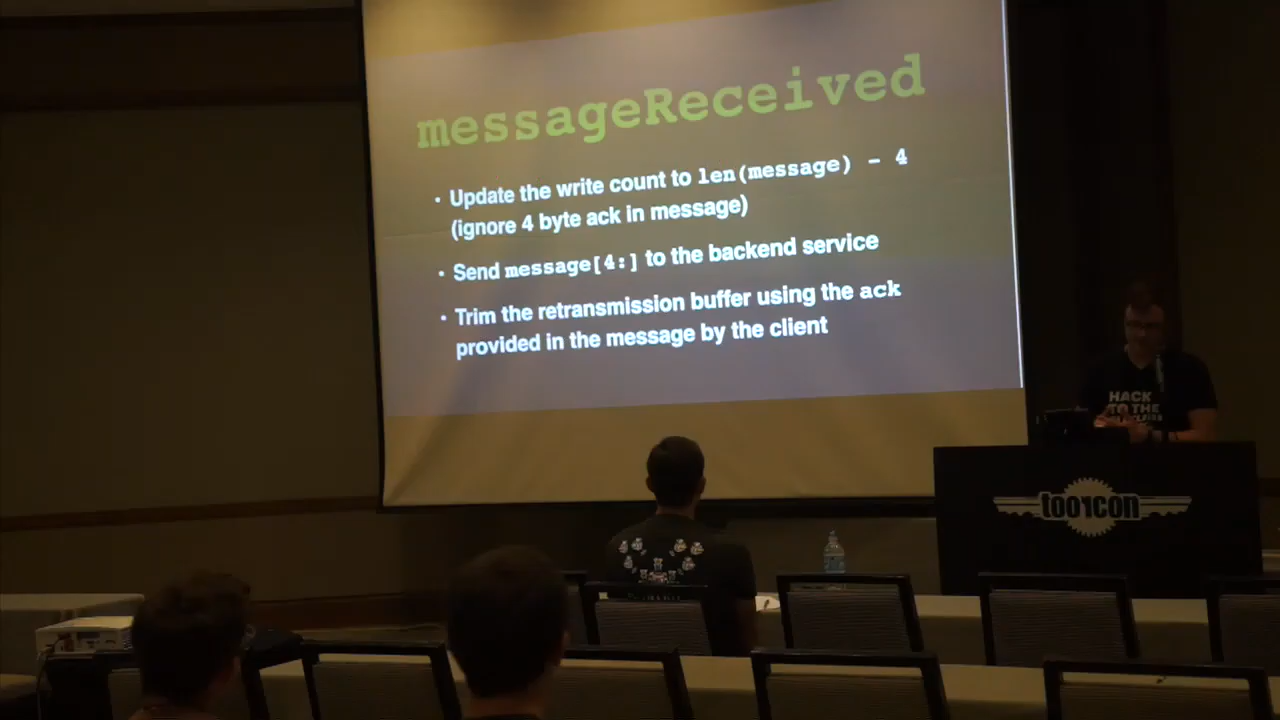 messageReceived
• Update the write count to len(message) - 4
(ignore 4 byte ack in message)
• Send message[4:] to the backend service
• Trim the retransmission buffer using the ack
provided in the message by the client
HACK
TO THE
toorcon